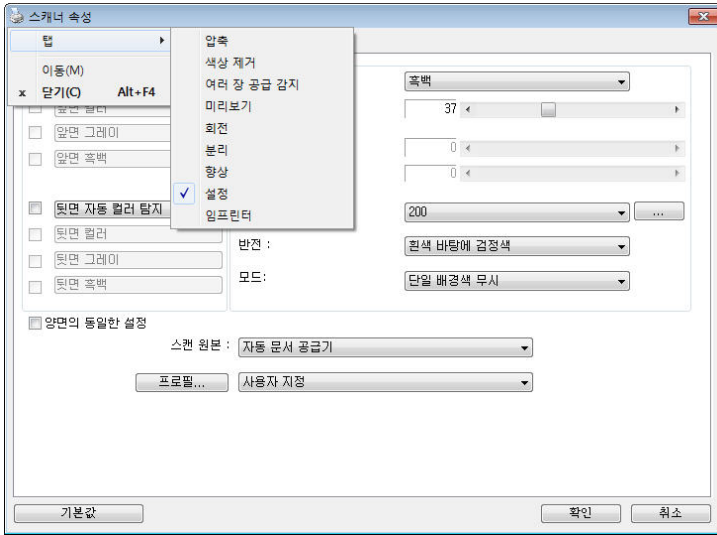 스캐너 속성
탭
이동(M)
x 닫기(C) Alt+F4
압축
색상 제거
여러 장 공급 감지
미리보기
회전
분리
향상
설정
임프린터
흑백
앞면 컬러
37
앞면 그레이
0
앞면 흑백
0
뒷면 자동 컬러 탐지
200
...
뒷면 컬러
반전 :
흰색 바탕에 검정색
뒷면 그레이
모드:
단일 배경색 무시
뒷면 흑백
양면의 동일한 설정
스캔 원본 :
자동 문서 공급기
프로필...
사용자 지정
기본값
확인
취소